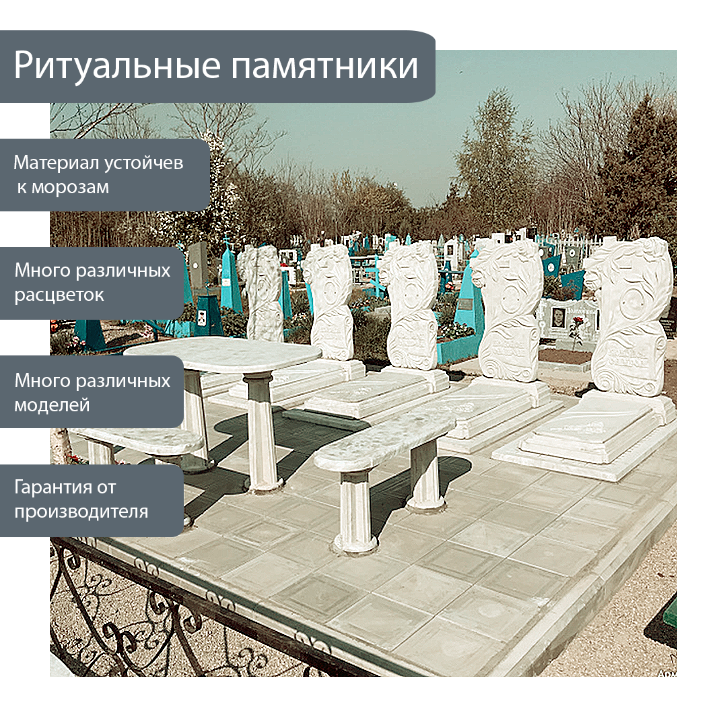 Ритуальные памятники
Материал устойчев
к морозам
Много различных
расцветок
Много различных
моделей
Гарантия от
производителя